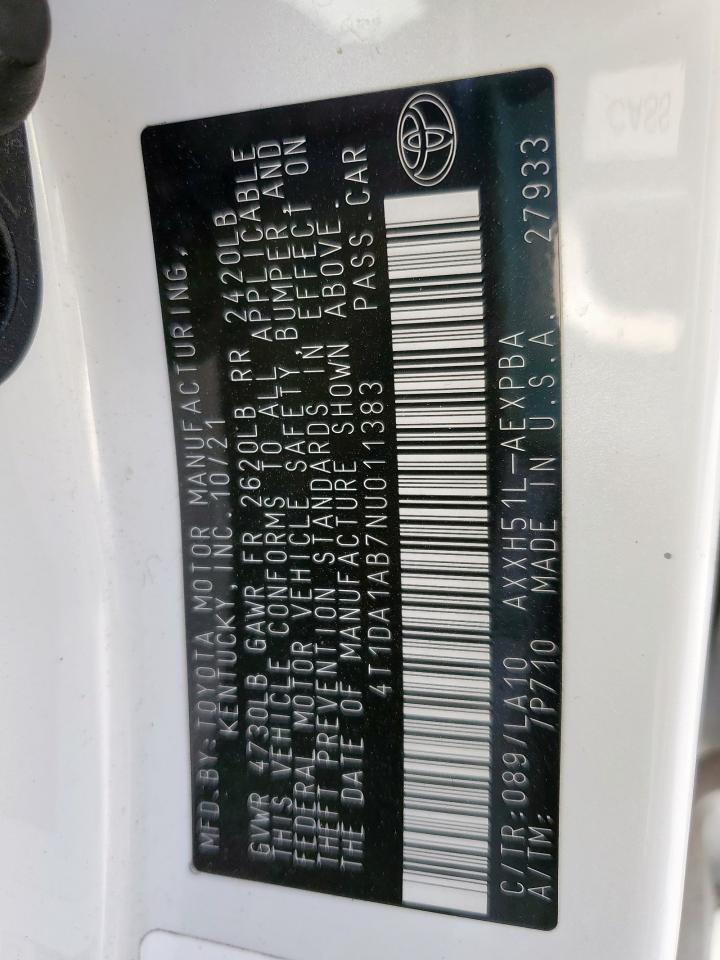 MFD.BY:TOYOTA MOTOR MANUFACTURING,
KENTUCKY,INC. 10/21
GVWR 4730LB GAWR FR 2620LB RR 2420LB
THIS VEHICLE CONFORMS TO ALL APPLICABLE
FEDERAL MOTOR VEHICLE SAFETY, BUMPER,AND
THEFT PREVENTION STANDARDS IN EFFECT ON
THE DATE OF MANUFACTURE SHOWN ABOVE.
4T1DA1AB7NU011383 PASS.CAR
C/TR:089/LA10 AXXH51L-AEXPBA
A/TM: /P710 MADE IN U.S.A. 27933
CA88